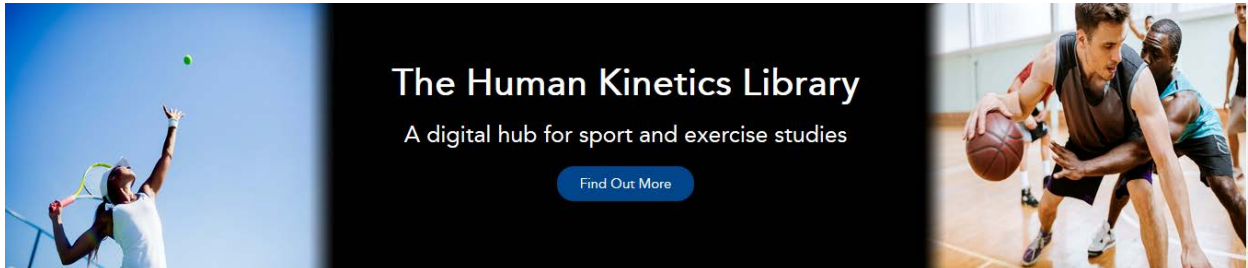 The Human Kinetics Library
A digital hub for sport and exercise studies
Find Out More